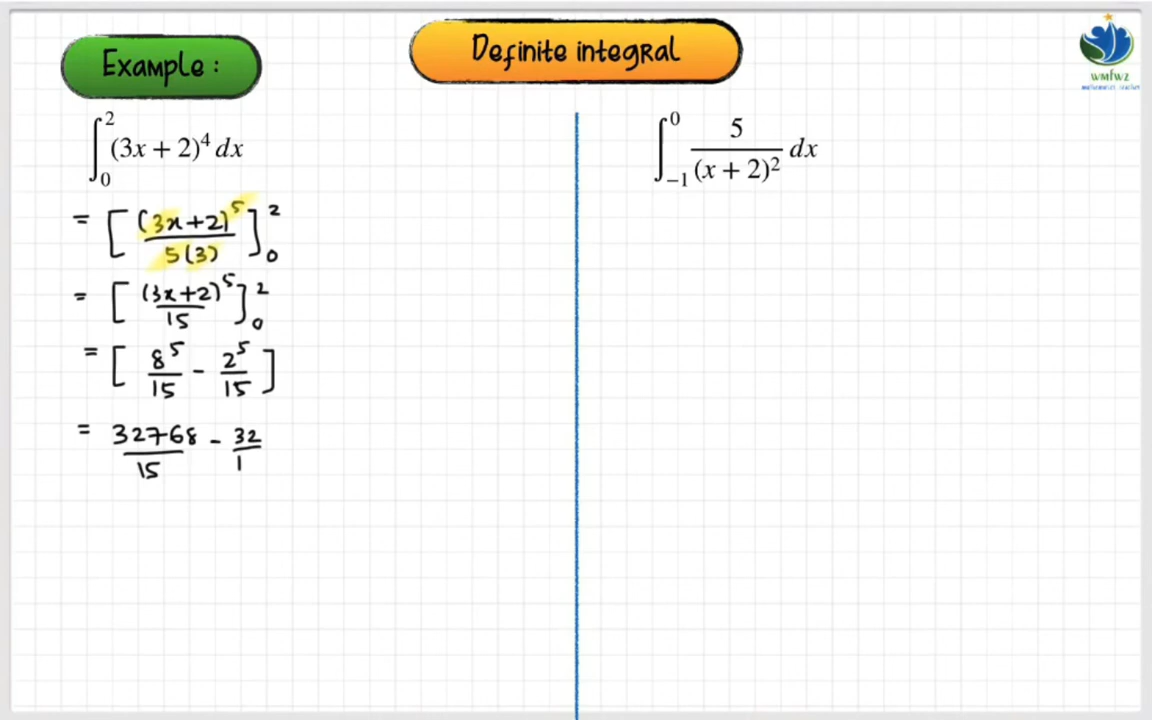 Definite integral
Example :
WMFWZ
∫₀² (3x + 2)⁴ dx
= [ (3x+2)⁵ / 5(3) ]₀²
= [ (3x+2)⁵ / 15 ]₀²
= [ 8⁵/15 - 2⁵/15 ]
= 32768/15 - 32/1
∫₋₁⁰ 5/(x + 2)² dx